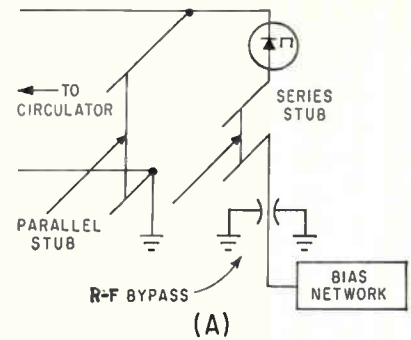 TO
CIRCULATOR
SERIES
STUB
PARALLEL
STUB
R-F BYPASS
BIAS
NETWORK
(A)